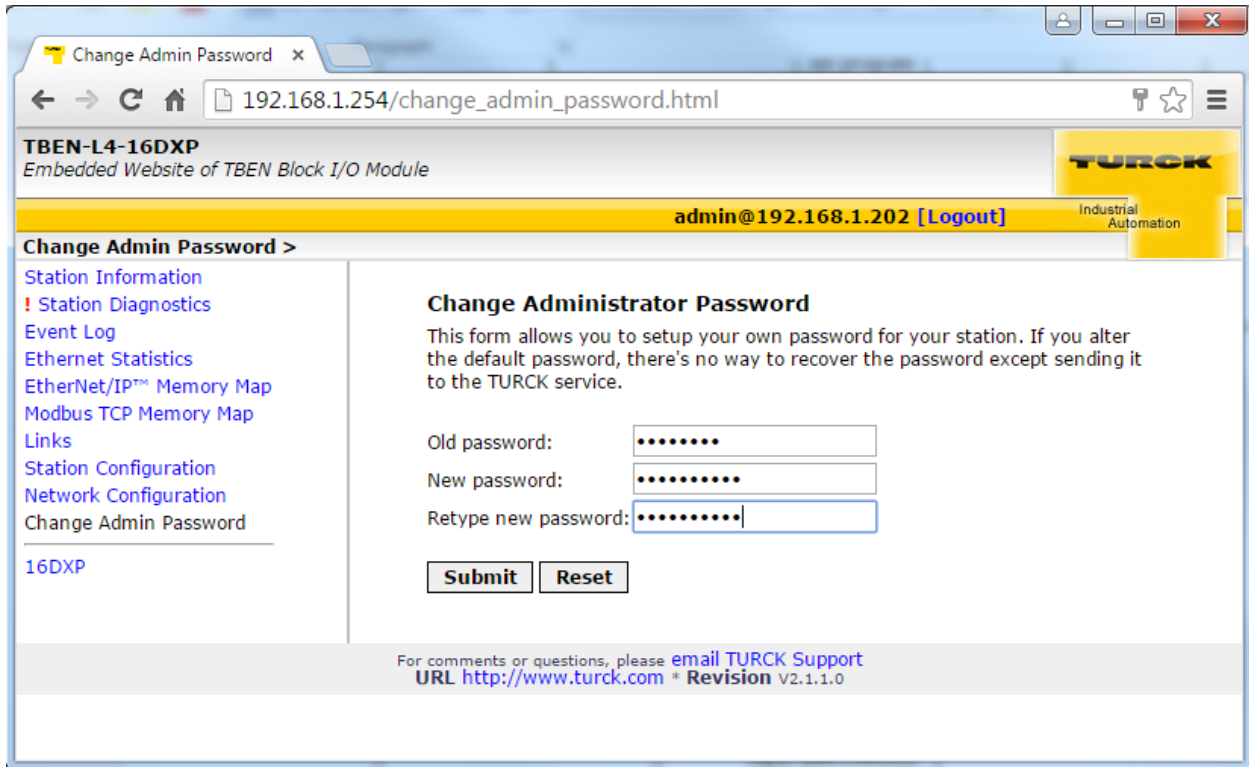 Change Admin Password
192.168.1.254/change_admin_password.html
TBEN-L4-16DXP
Embedded Website of TBEN Block I/O Module
TURCK
admin@192.168.1.202 [Logout]
Industrial
Automation
Change Admin Password >
Station Information
! Station Diagnostics
Event Log
Ethernet Statistics
EtherNet/IP™ Memory Map
Modbus TCP Memory Map
Links
Station Configuration
Network Configuration
Change Admin Password
16DXP
Change Administrator Password
This form allows you to setup your own password for your station. If you alter
the default password, there's no way to recover the password except sending it
to the TURCK service.
Old password: ••••••••
New password: ••••••••••
Retype new password: ••••••••••
Submit Reset
For comments or questions, please email TURCK Support
URL http://www.turck.com * Revision V2.1.1.0